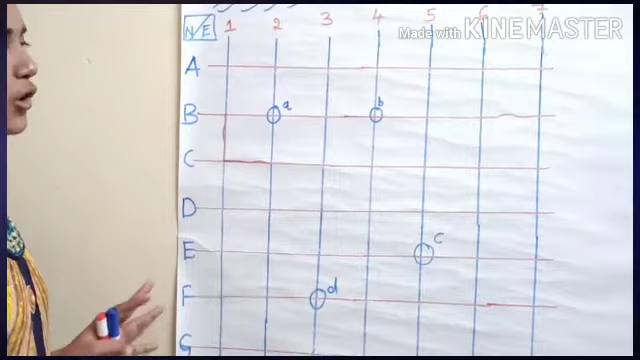 Made with KINEMASTER
N/E 1 2 3 4 5 6 7
A
B a b
C
D
E c
F d
G